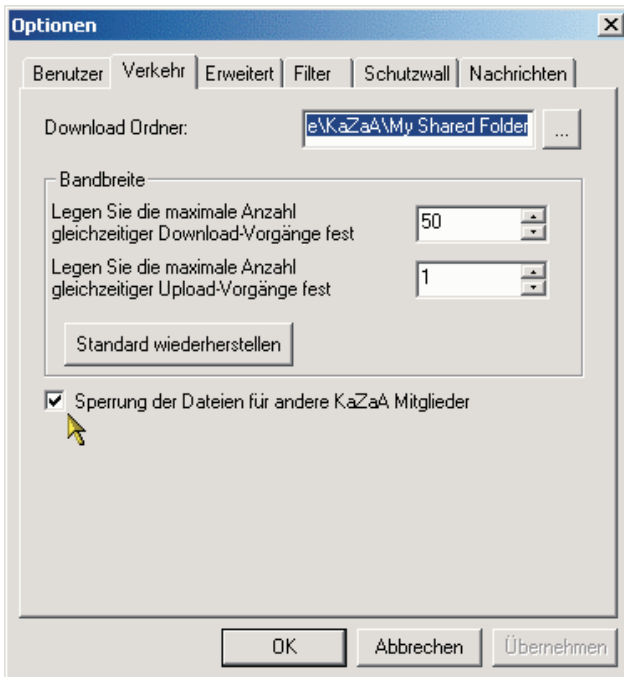 Optionen
Benutzer Verkehr Erweitert Filter Schutzwall Nachrichten
Download Ordner: e\KaZaA\My Shared Folder ...
Bandbreite
Legen Sie die maximale Anzahl
gleichzeitiger Download-Vorgänge fest 50
Legen Sie die maximale Anzahl
gleichzeitiger Upload-Vorgänge fest 1
Standard wiederherstellen
Sperrung der Dateien für andere KaZaA Mitglieder
OK Abbrechen Übernehmen